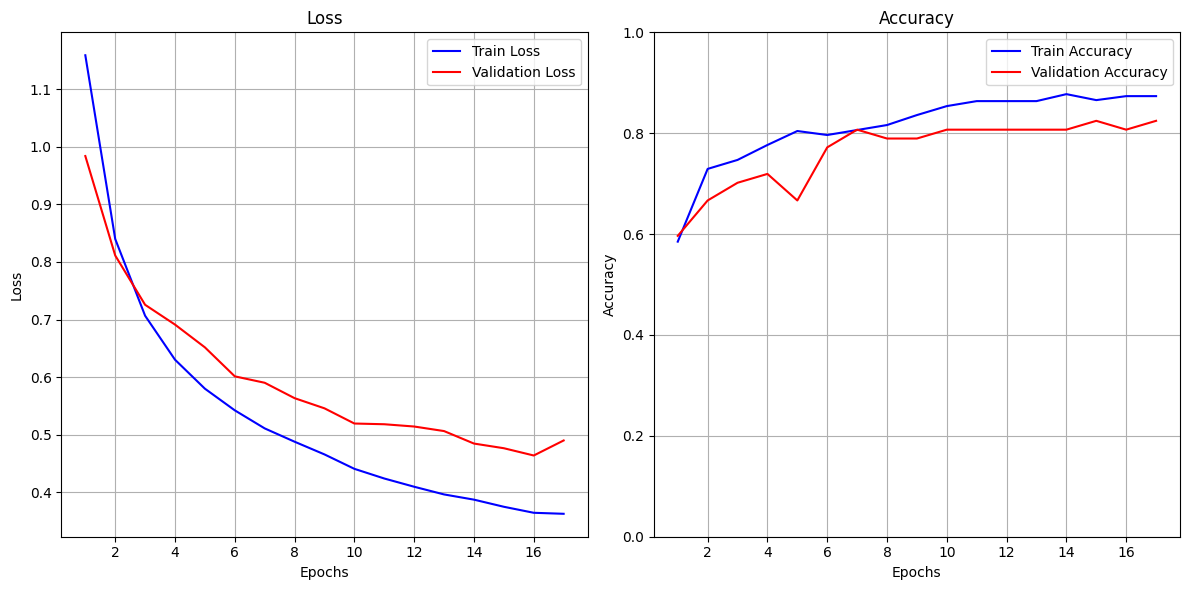 Loss
Train Loss
Validation Loss
1.1
1.0
0.9
0.8
0.7
0.6
0.5
0.4
Loss
2 4 6 8 10 12 14 16
Epochs
Accuracy
Train Accuracy
Validation Accuracy
1.0
0.8
0.6
0.4
0.2
0.0
Accuracy
2 4 6 8 10 12 14 16
Epochs